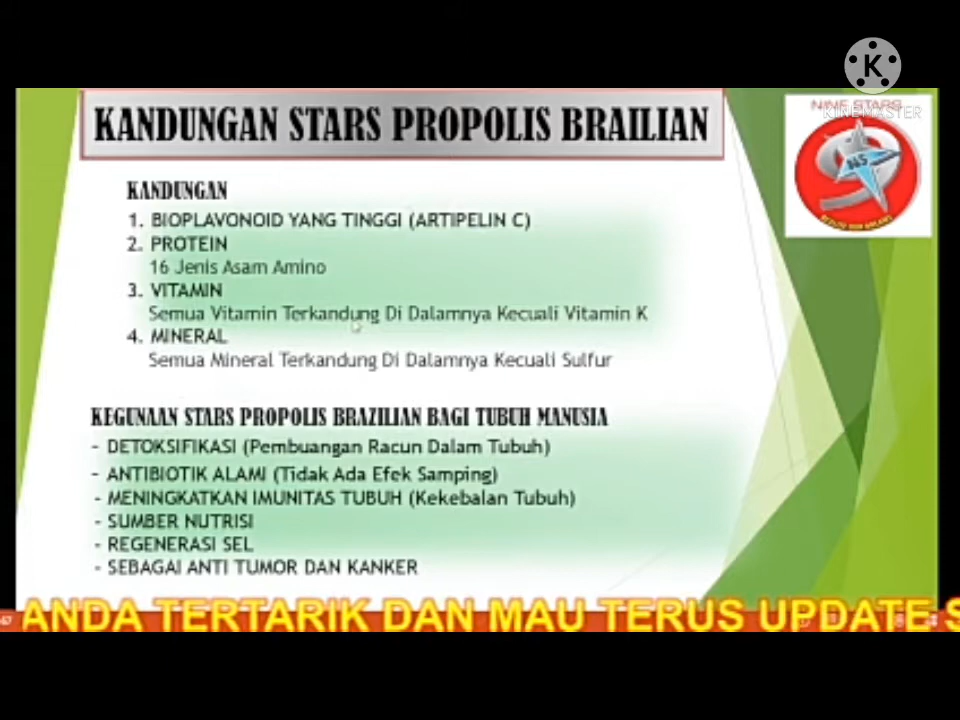 K
KINEMASTER
NINE STARS
KANDUNGAN STARS PROPOLIS BRAILIAN
KANDUNGAN
1. BIOPLAVONOID YANG TINGGI (ARTIPELIN C)
2. PROTEIN
16 Jenis Asam Amino
3. VITAMIN
Semua Vitamin Terkandung Di Dalamnya Kecuali Vitamin K
4. MINERAL
Semua Mineral Terkandung Di Dalamnya Kecuali Sulfur
KEGUNAAN STARS PROPOLIS BRAZILIAN BAGI TUBUH MANUSIA
- DETOKSIFIKASI (Pembuangan Racun Dalam Tubuh)
- ANTIBIOTIK ALAMI (Tidak Ada Efek Samping)
- MENINGKATKAN IMUNITAS TUBUH (Kekebalan Tubuh)
- SUMBER NUTRISI
- REGENERASI SEL
- SEBAGAI ANTI TUMOR DAN KANKER
ANDA TERTARIK DAN MAU TERUS UPDATE S